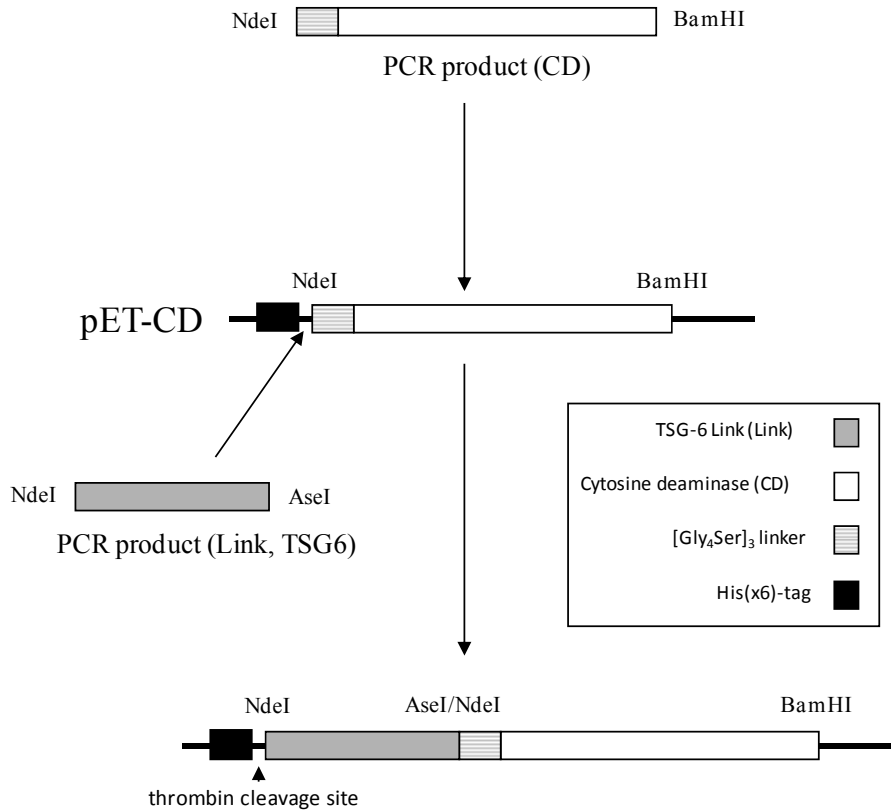 NdeI BamHI
PCR product (CD)
NdeI BamHI
pET-CD
TSG-6 Link (Link)
Cytosine deaminase (CD)
[Gly₄Ser]₃ linker
His(x6)-tag
NdeI AseI
PCR product (Link, TSG6)
NdeI AseI/NdeI BamHI
thrombin cleavage site